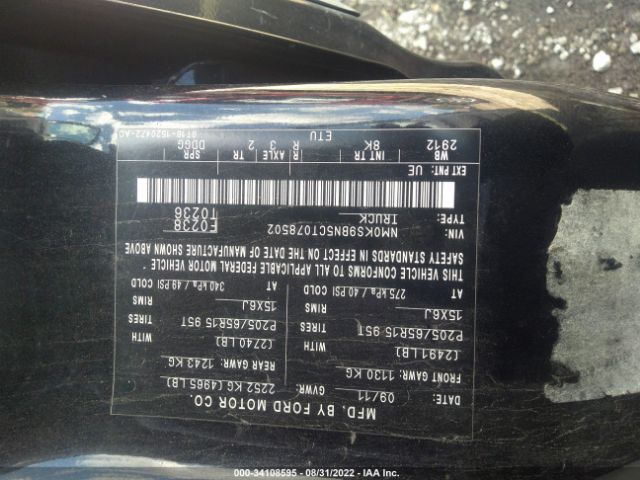 MFD. BY FORD MOTOR CO.
DATE: 09/11 GVWR: 2252 KG (4965 LB)
FRONT GAWR: 1130 KG REAR GAWR: 1243 KG
(2491 LB) WITH (2740 LB) WITH
P205/65R15 95T TIRES P205/65R15 95T TIRES
15X6J RIMS 15X6J RIMS
AT 275 kPa / 40 PSI COLD AT 340 kPa / 49 PSI COLD
THIS VEHICLE CONFORMS TO ALL APPLICABLE FEDERAL MOTOR VEHICLE
SAFETY STANDARDS IN EFFECT ON THE DATE OF MANUFACTURE SHOWN ABOVE
VIN: NM0KS9BN5CT078502 F0238
TYPE: TRUCK T0236
EXT PNT: UE
WB INT TR AXLE TR SPR
2912 8K R 3 2 DDGG
ETU
000-34108595 - 08/31/2022 - IAA Inc.